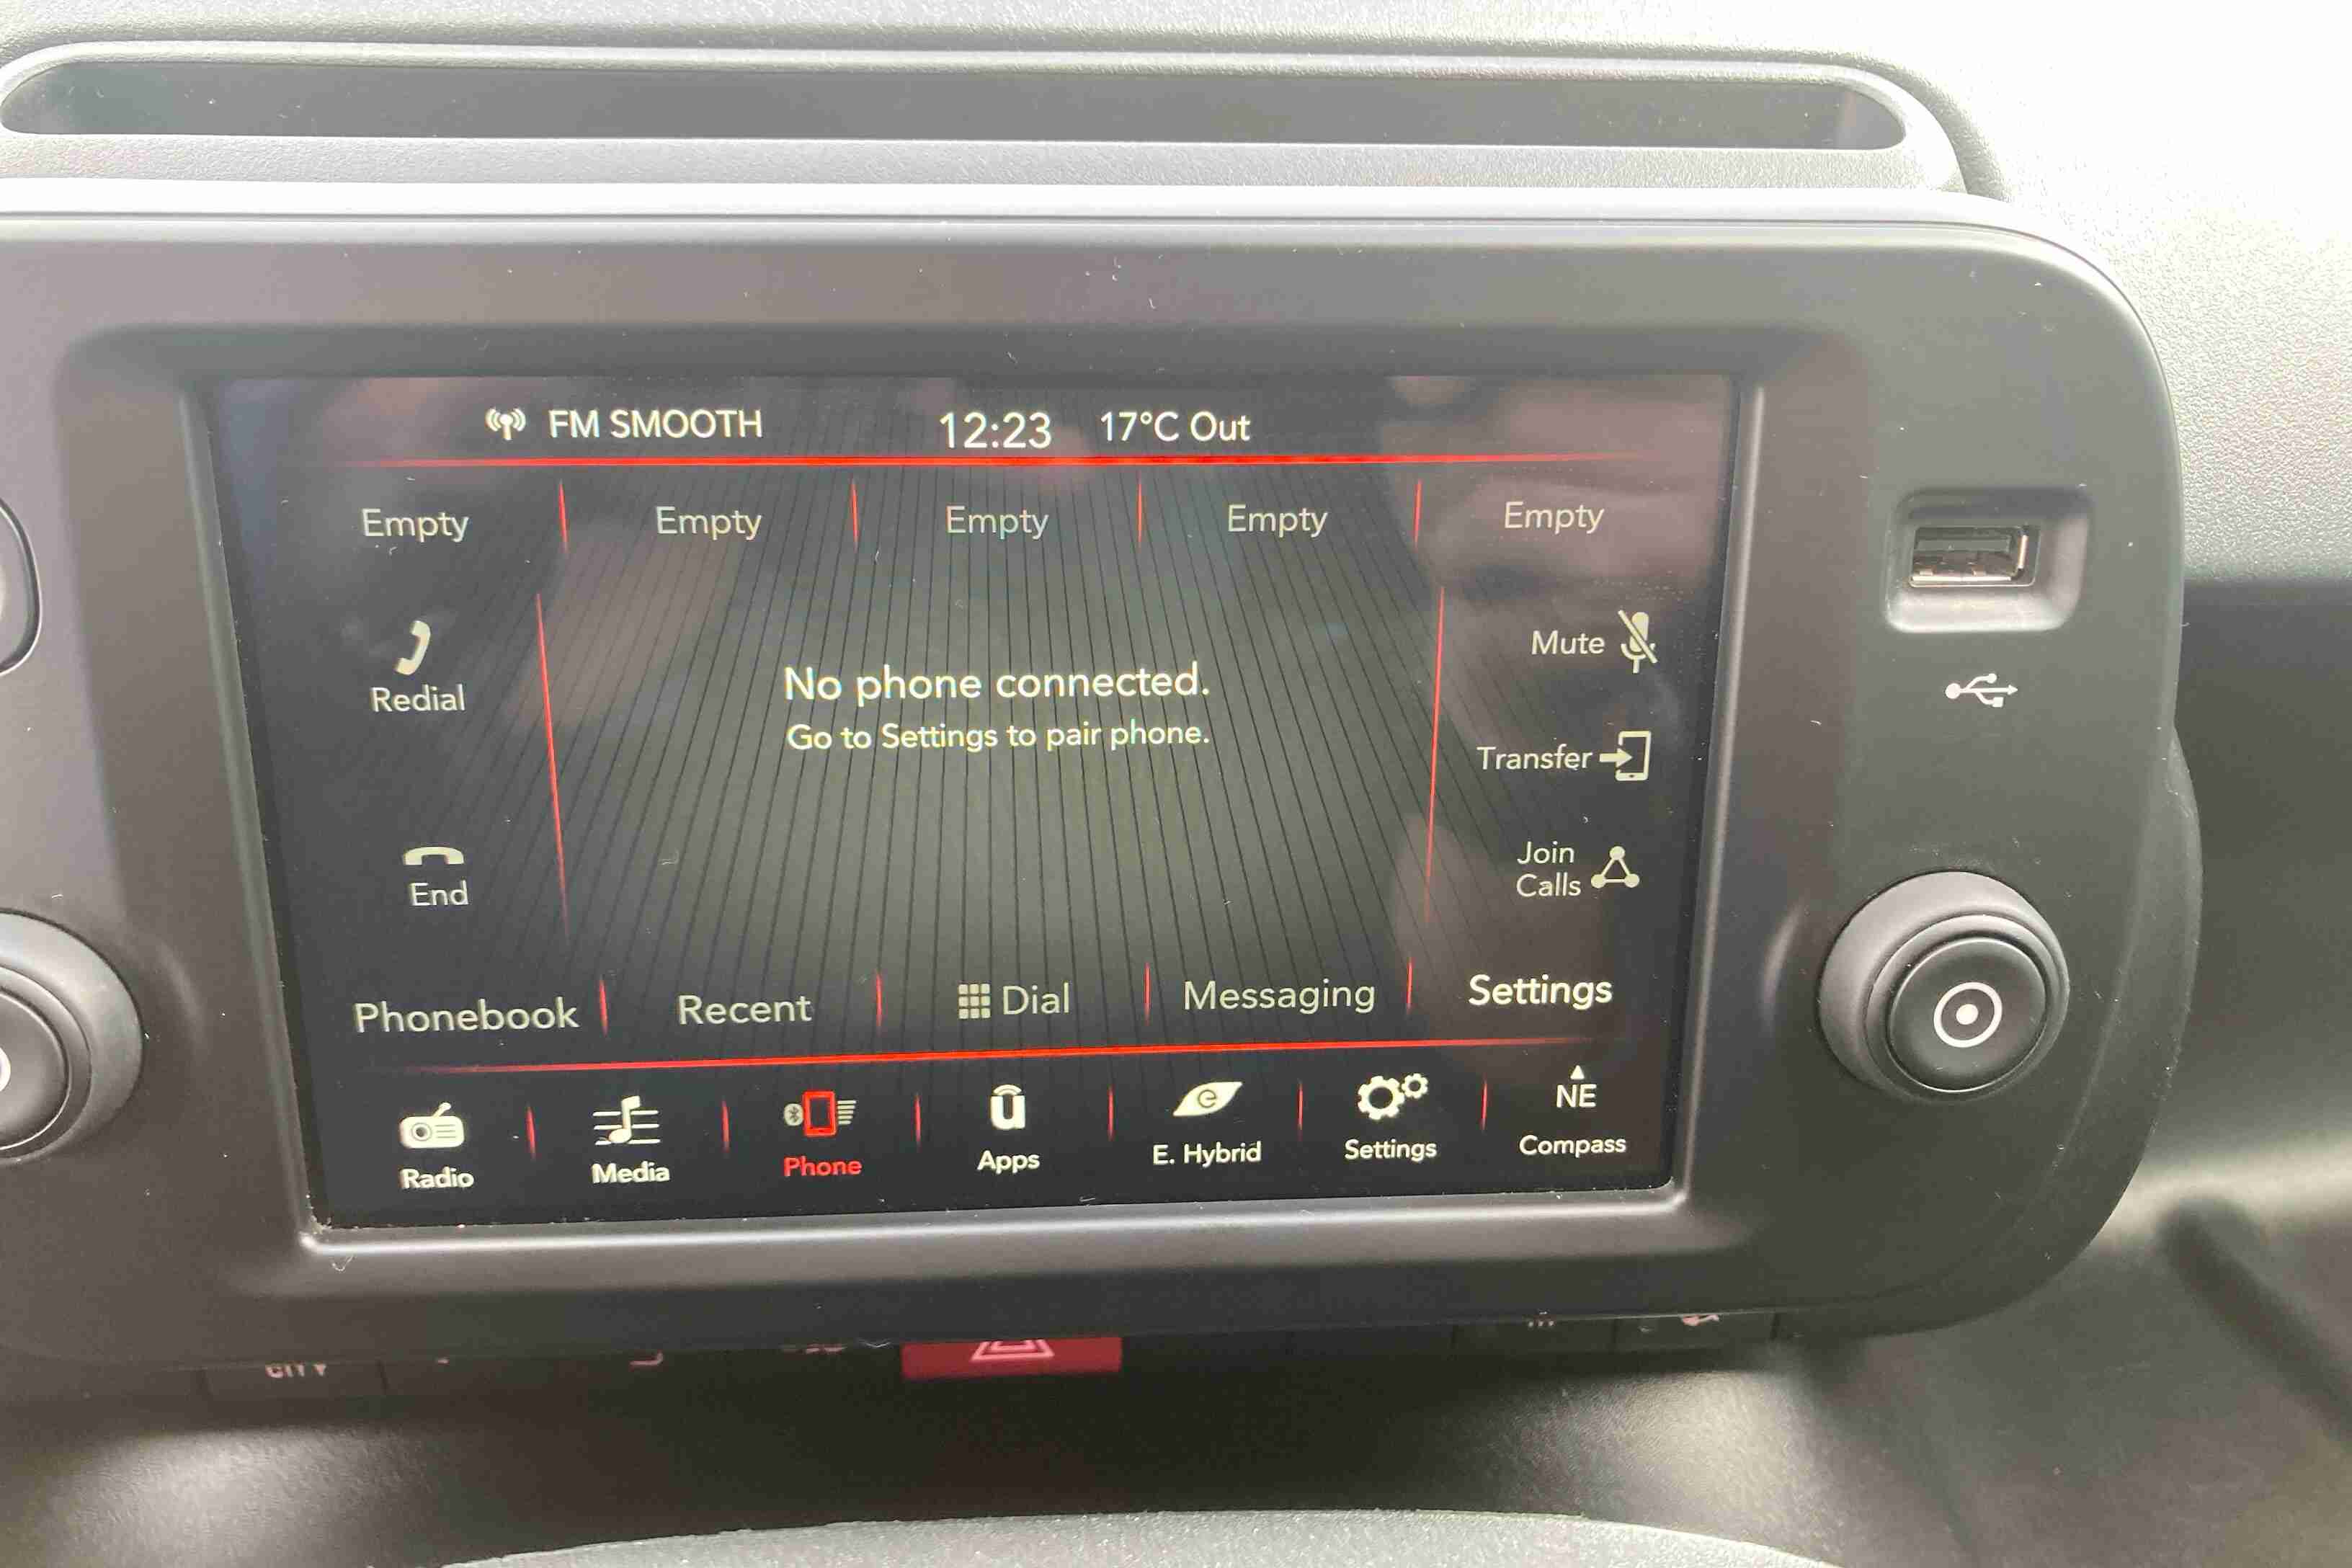 FM SMOOTH 12:23 17°C Out
Empty Empty Empty Empty Empty
Redial
Mute
No phone connected.
Go to Settings to pair phone.
Transfer
End
Join
Calls
Phonebook Recent Dial Messaging Settings
Radio Media Phone Apps E. Hybrid Settings Compass
u e NE
CITY